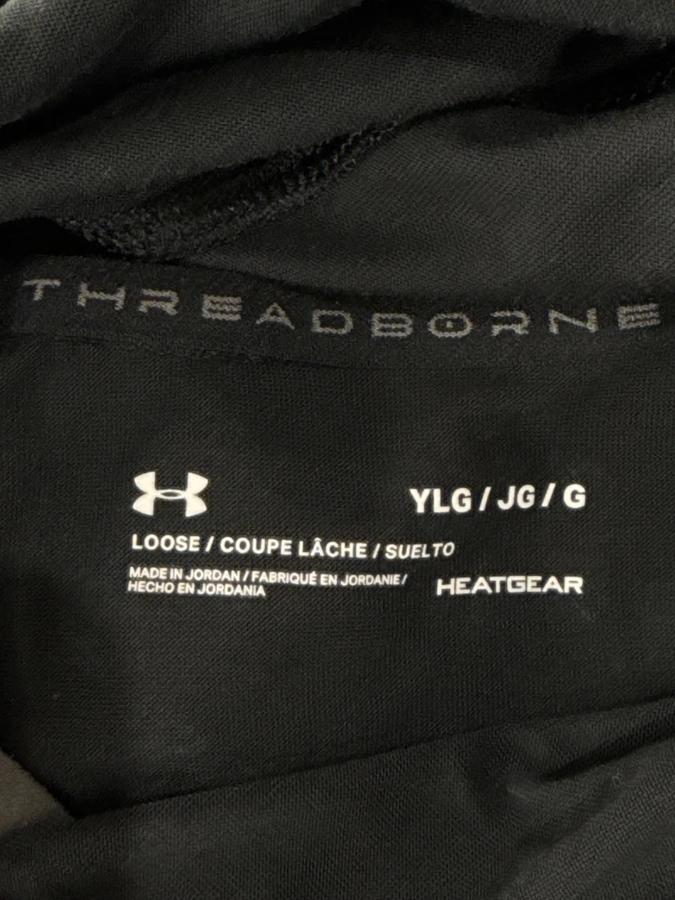 THREADBORNE
YLG / JG / G
LOOSE / COUPE LÂCHE / SUELTO
MADE IN JORDAN / FABRIQUÉ EN JORDANIE /
HECHO EN JORDANIA
HEATGEAR